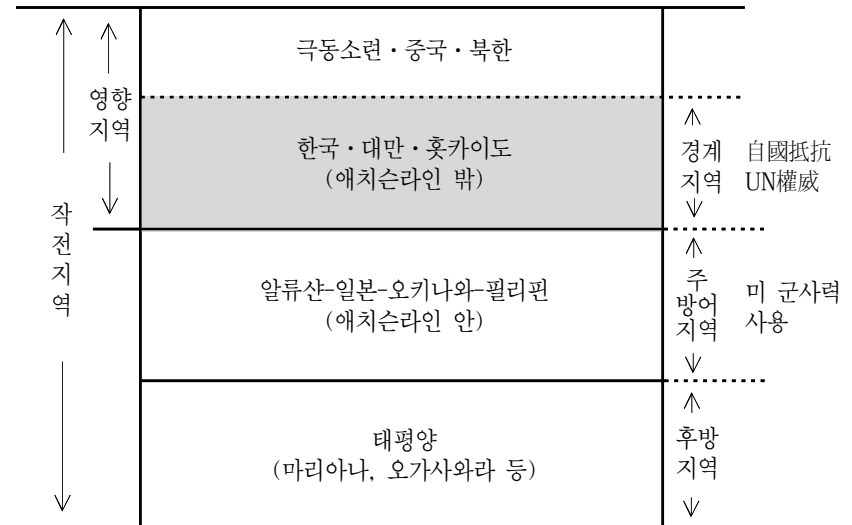 극동소련·중국·북한
영향
지역
한국·대만·홋카이도
(애치슨라인 밖)
경계
지역
自國抵抗
UN權威
작
전
지
역
알류샨-일본-오키나와-필리핀
(애치슨라인 안)
주
방어
지역
미 군사력
사용
태평양
(마리아나, 오가사와라 등)
후방
지역